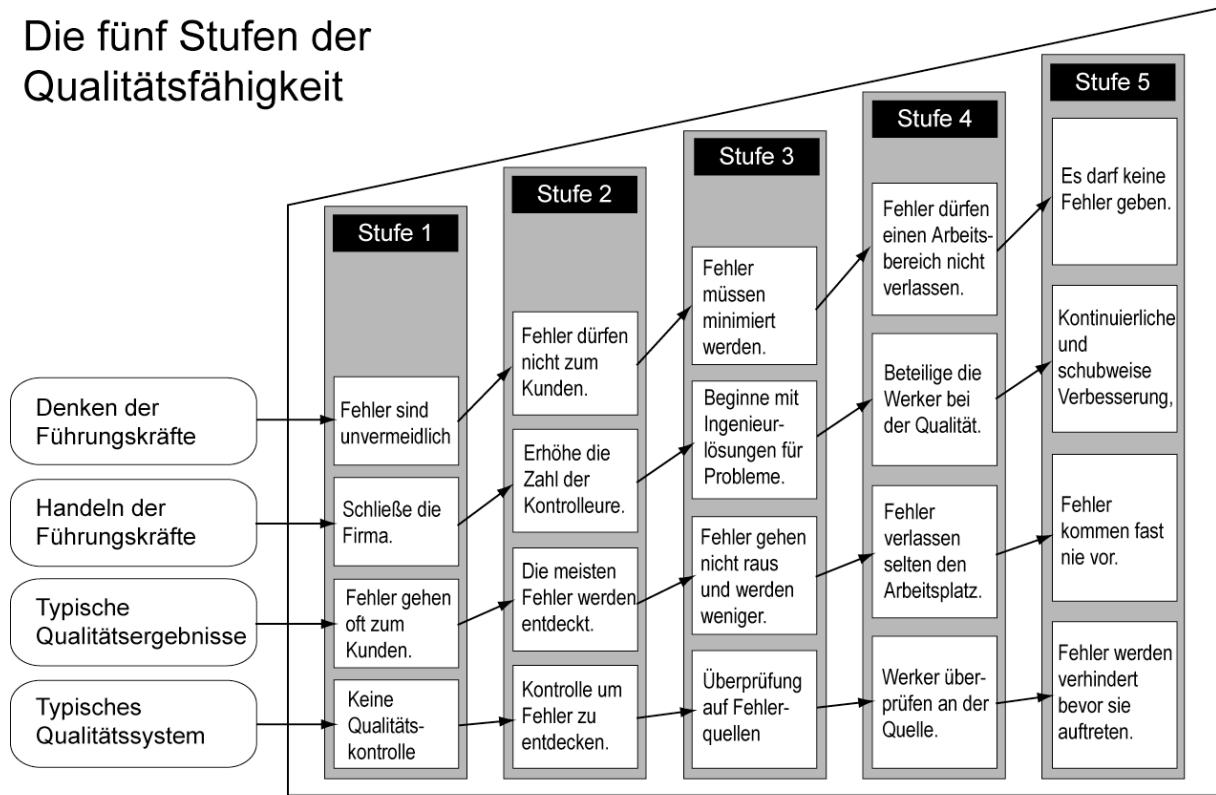 Die fünf Stufen der
Qualitätsfähigkeit
Denken der
Führungskräfte
Handeln der
Führungskräfte
Typische
Qualitätsergebnisse
Typisches
Qualitätssystem
Stufe 1
Fehler sind
unvermeidlich
Schließe die
Firma.
Fehler gehen
oft zum
Kunden.
Keine
Qualitäts-
kontrolle
Stufe 2
Fehler dürfen
nicht zum
Kunden.
Erhöhe die
Zahl der
Kontrolleure.
Die meisten
Fehler werden
entdeckt.
Kontrolle um
Fehler zu
entdecken.
Stufe 3
Fehler
müssen
minimiert
werden.
Beginne mit
Ingenieur-
lösungen für
Probleme.
Fehler gehen
nicht raus
und werden
weniger.
Überprüfung
auf Fehler-
quellen
Stufe 4
Fehler dürfen
einen Arbeits-
bereich nicht
verlassen.
Beteilige die
Werker bei
der Qualität.
Fehler
verlassen
selten den
Arbeitsplatz.
Werker über-
prüfen an der
Quelle.
Stufe 5
Es darf keine
Fehler geben.
Kontinuierliche
und
schubweise
Verbesserung,
Fehler
kommen fast
nie vor.
Fehler werden
verhindert
bevor sie
auftreten.